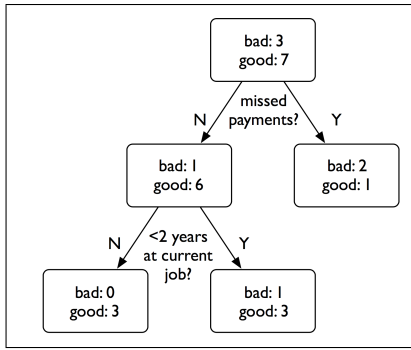 bad: 3
good: 7
missed
payments?
N
Y
bad: 1
good: 6
bad: 2
good: 1
N
<2 years
at current
job?
Y
bad: 0
good: 3
bad: 1
good: 3